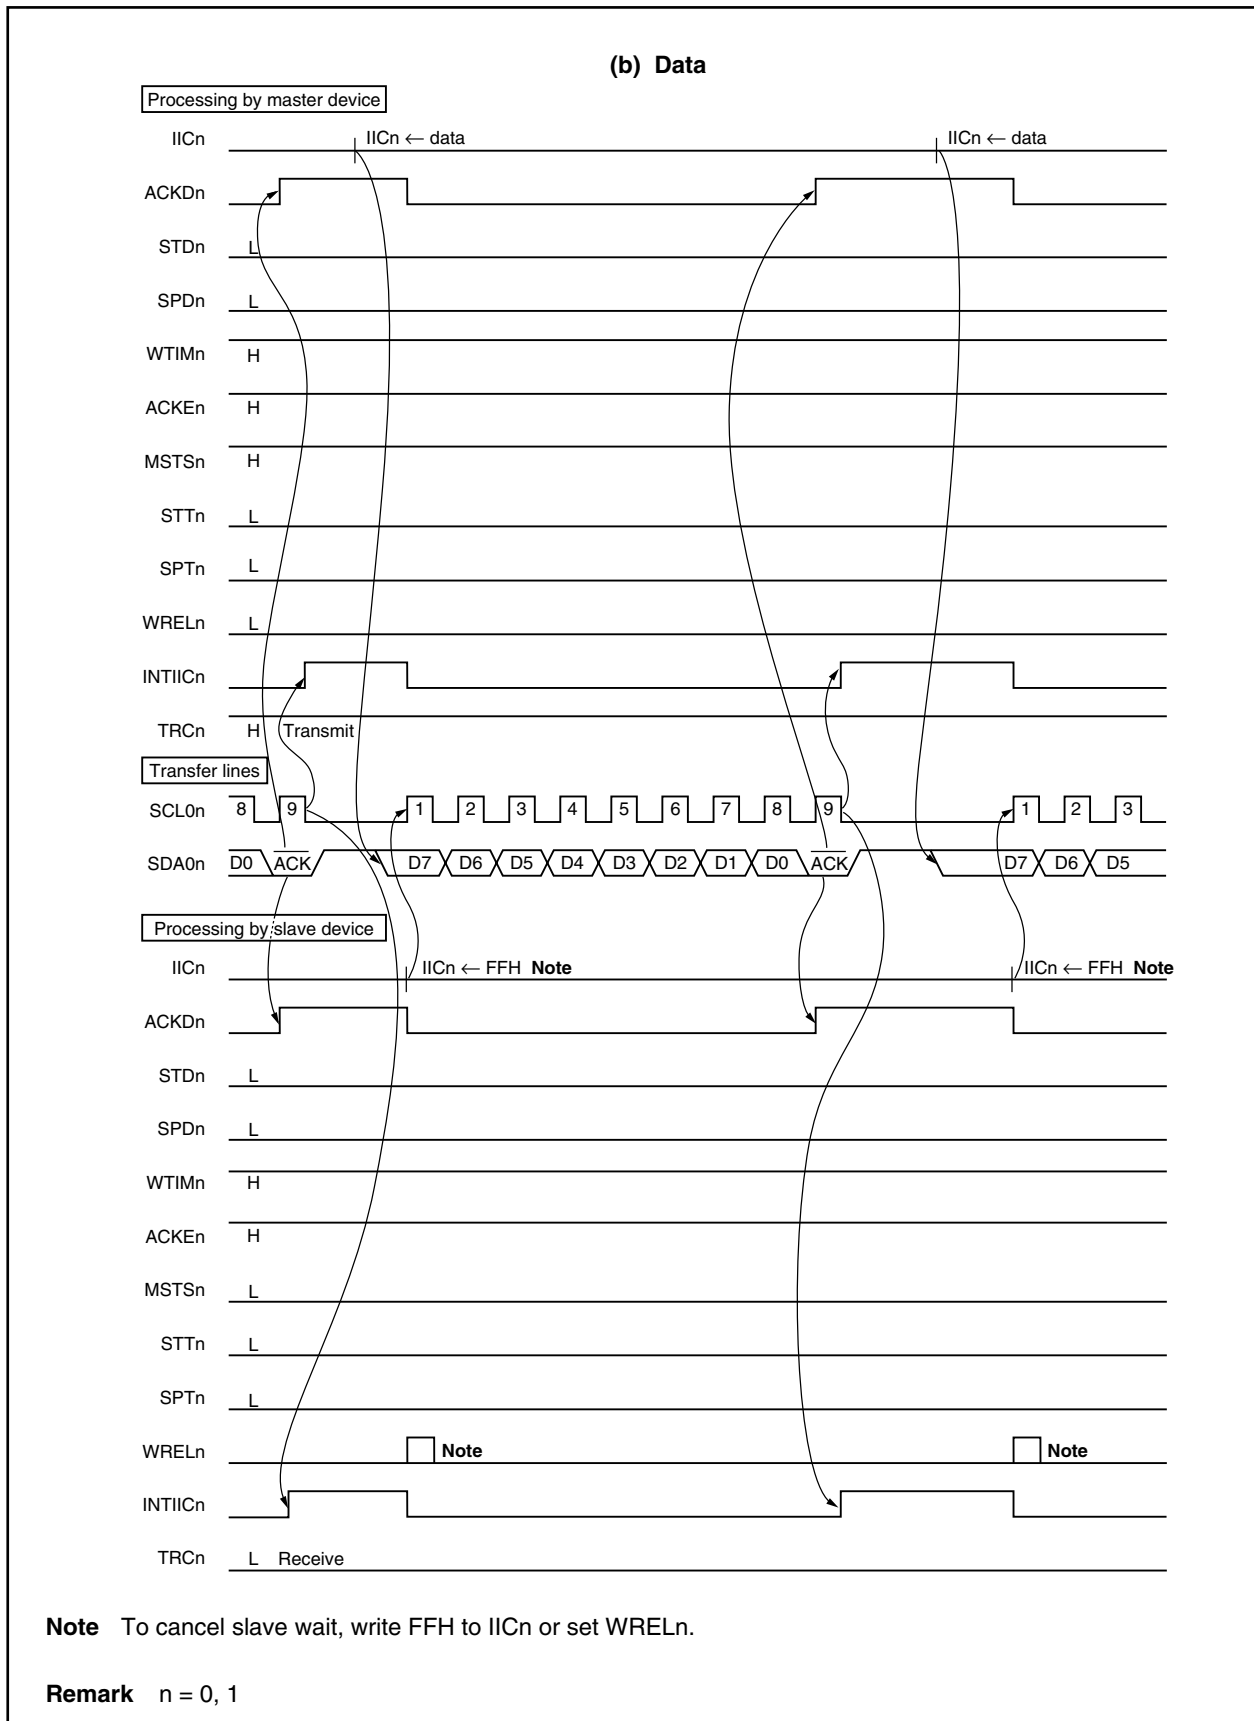 (b) Data
Processing by master device
IICn IICn ← data IICn ← data
ACKDn
STDn L
SPDn L
WTIMn H
ACKEn H
MSTSn H
STTn L
SPTn L
WRELn L
INTIICn
TRCn H Transmit
Transfer lines
SCL0n 8 9 1 2 3 4 5 6 7 8 9 1 2 3
SDA0n D0 ACK D7 D6 D5 D4 D3 D2 D1 D0 ACK D7 D6 D5
Processing by slave device
IICn IICn ← FFH Note IICn ← FFH Note
ACKDn
STDn L
SPDn L
WTIMn H
ACKEn H
MSTSn L
STTn L
SPTn L
WRELn Note Note
INTIICn
TRCn L Receive
Note To cancel slave wait, write FFH to IICn or set WRELn.
Remark n = 0, 1